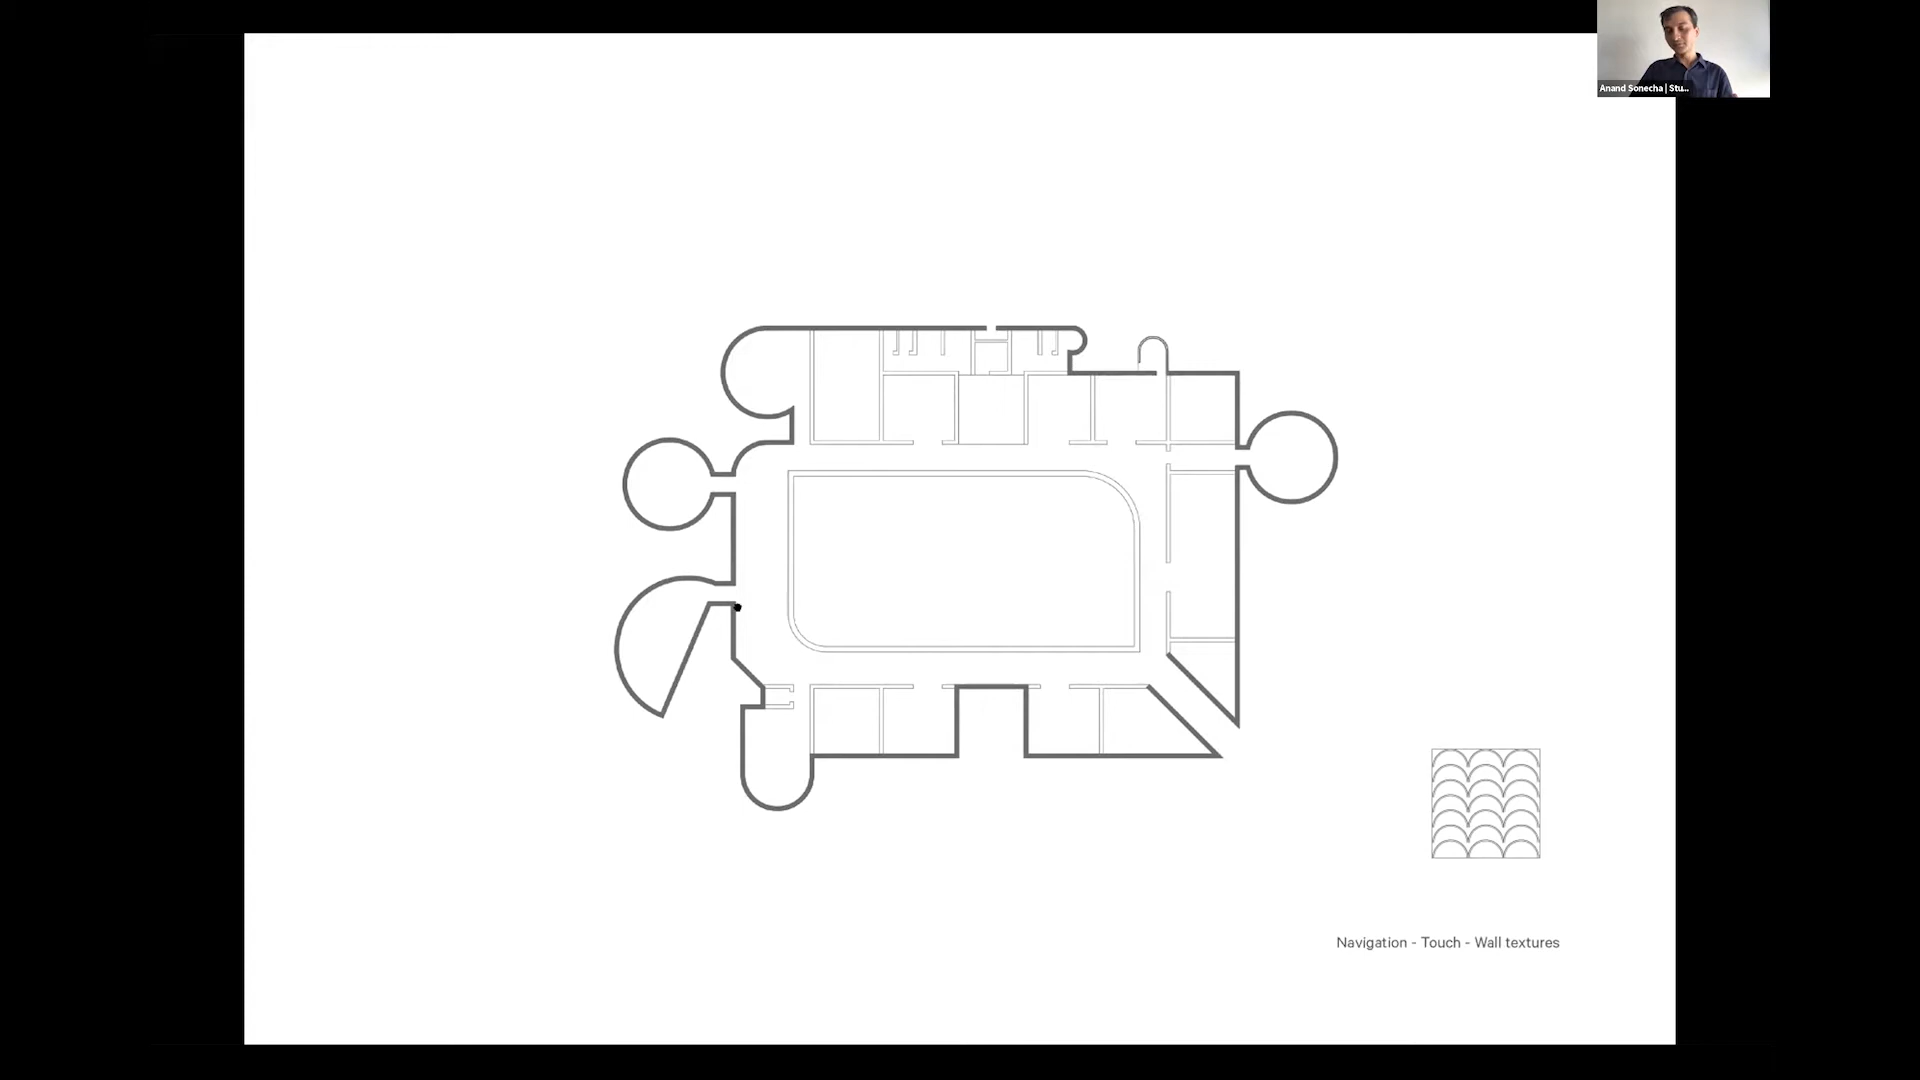 Anand Sonecha | Stu...
Navigation - Touch - Wall textures